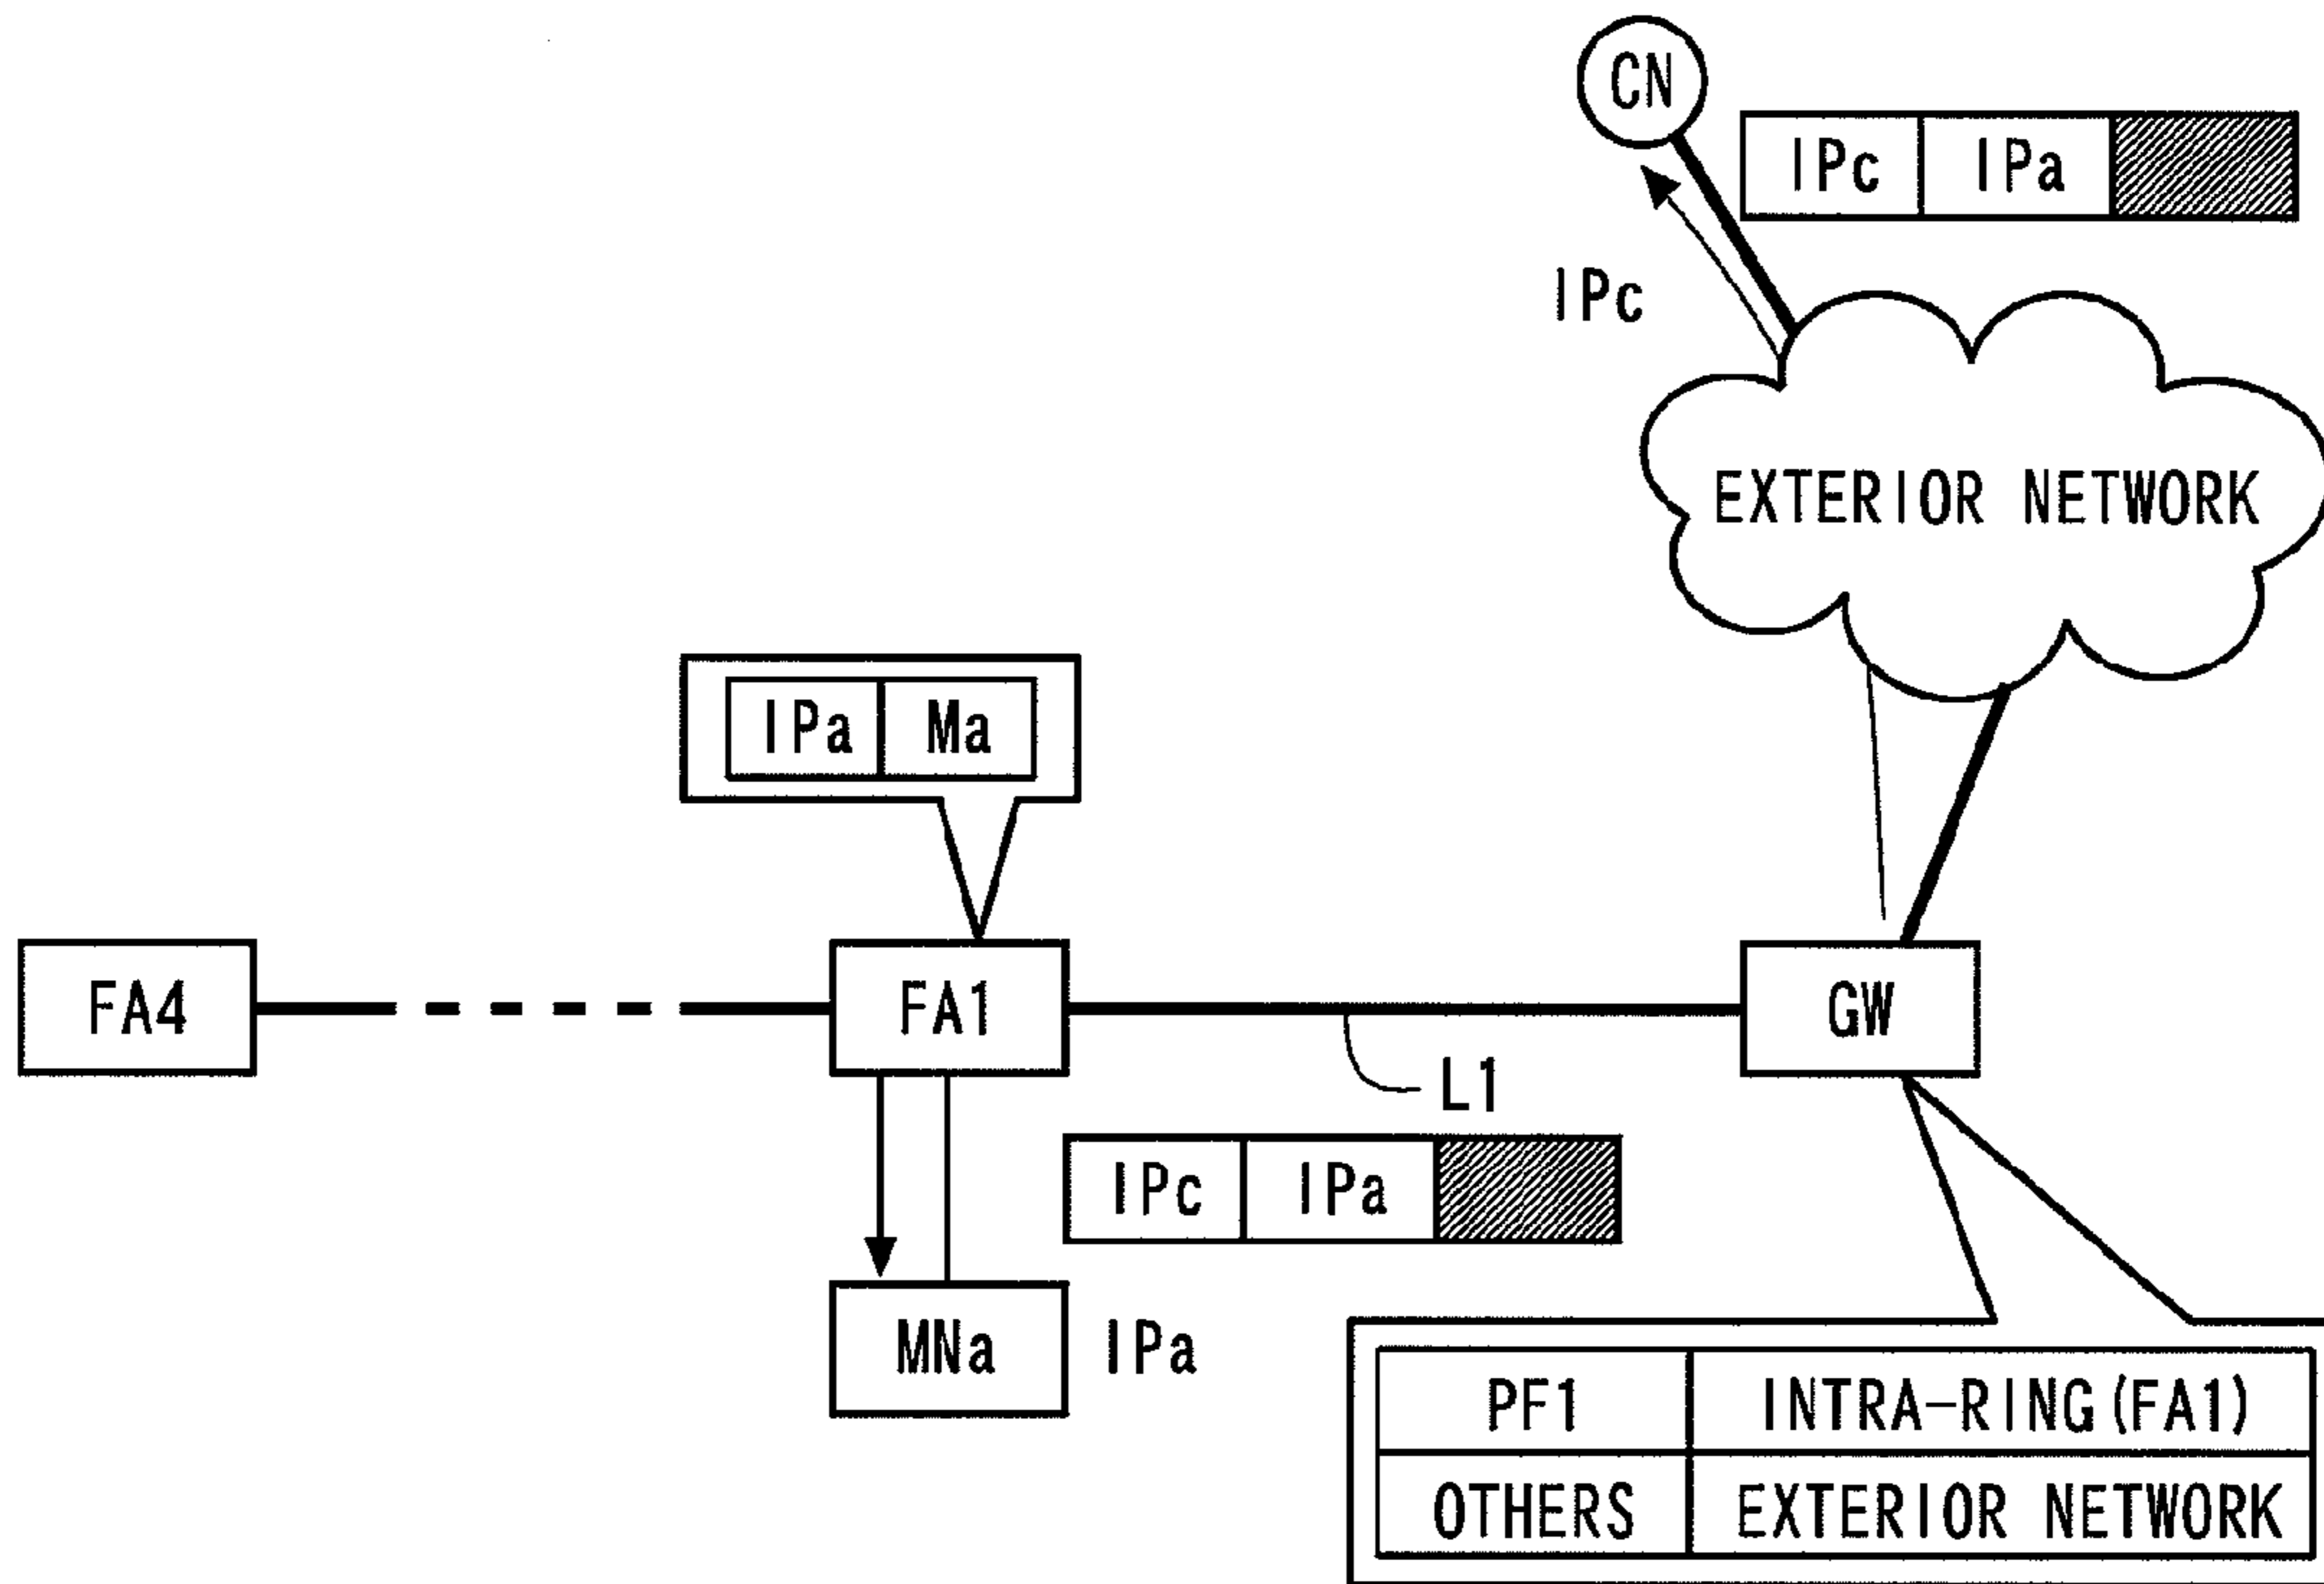 CN
IPc IPa
IPc
EXTERIOR NETWORK
IPa Ma
FA4
FA1
GW
L1
IPc IPa
MNa
IPa
PF1 INTRA-RING(FA1)
OTHERS EXTERIOR NETWORK